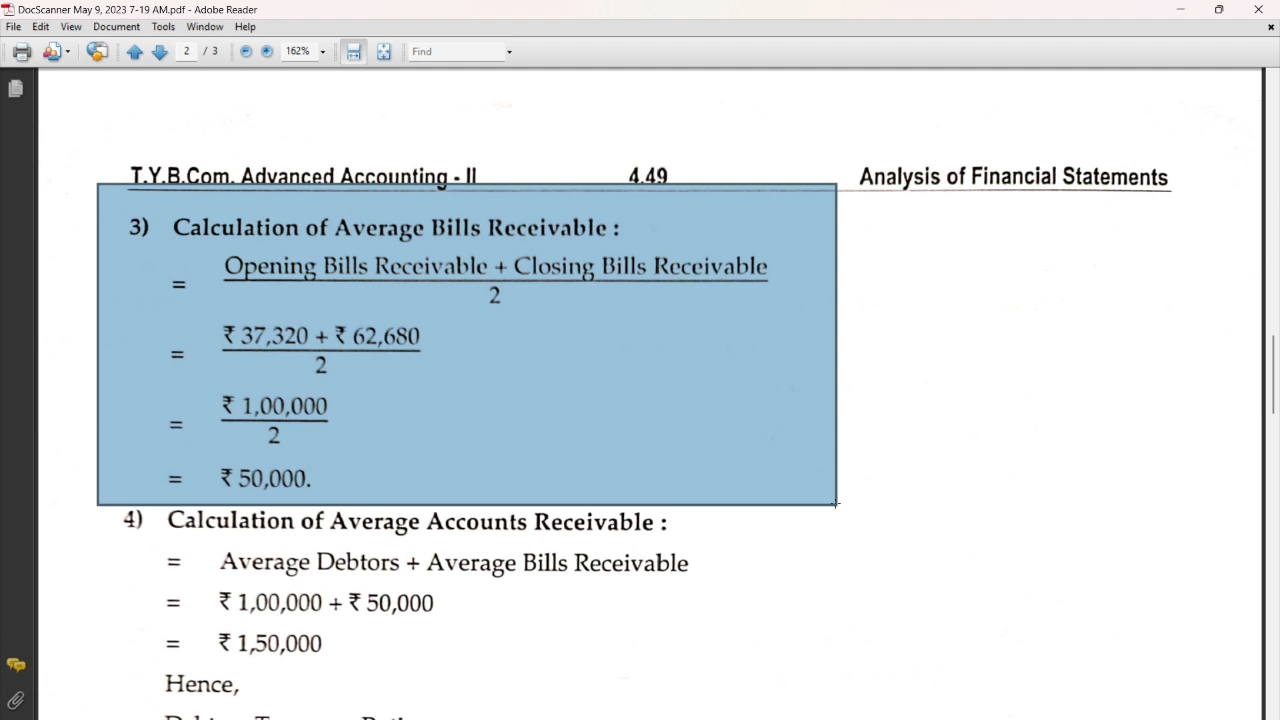 DocScanner May 9, 2023 7-19 AM.pdf - Adobe Reader
File Edit View Document Tools Window Help
2 / 3 162% Find
T.Y.B.Com. Advanced Accounting - II 4.49 Analysis of Financial Statements
3) Calculation of Average Bills Receivable :
= Opening Bills Receivable + Closing Bills Receivable
2
= ₹ 37,320 + ₹ 62,680
2
= ₹ 1,00,000
2
= ₹ 50,000.
4) Calculation of Average Accounts Receivable :
= Average Debtors + Average Bills Receivable
= ₹ 1,00,000 + ₹ 50,000
= ₹ 1,50,000
Hence,